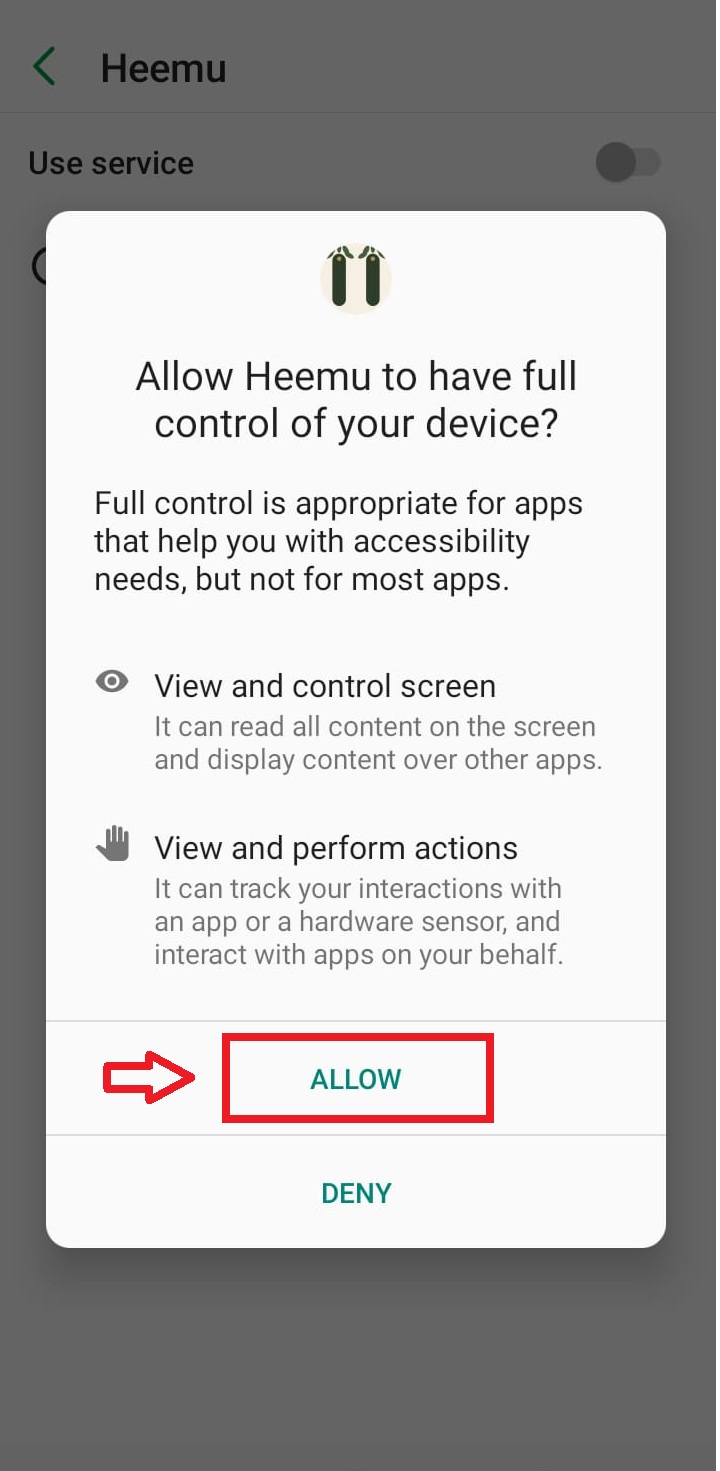 Heemu
Use service
Allow Heemu to have full
control of your device?
Full control is appropriate for apps
that help you with accessibility
needs, but not for most apps.
View and control screen
It can read all content on the screen
and display content over other apps.
View and perform actions
It can track your interactions with
an app or a hardware sensor, and
interact with apps on your behalf.
ALLOW
DENY